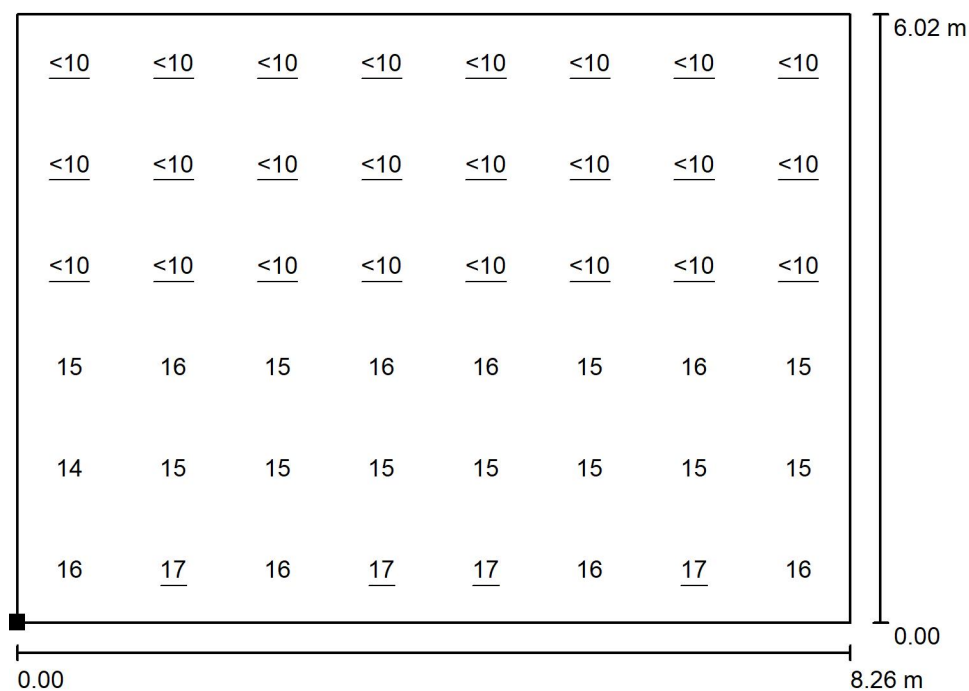 6.02 m
<10 <10 <10 <10 <10 <10 <10 <10
<10 <10 <10 <10 <10 <10 <10 <10
<10 <10 <10 <10 <10 <10 <10 <10
15 16 15 16 16 15 16 15
14 15 15 15 15 15 15 15
16 17 16 17 17 16 17 16
0.00
0.00 8.26 m